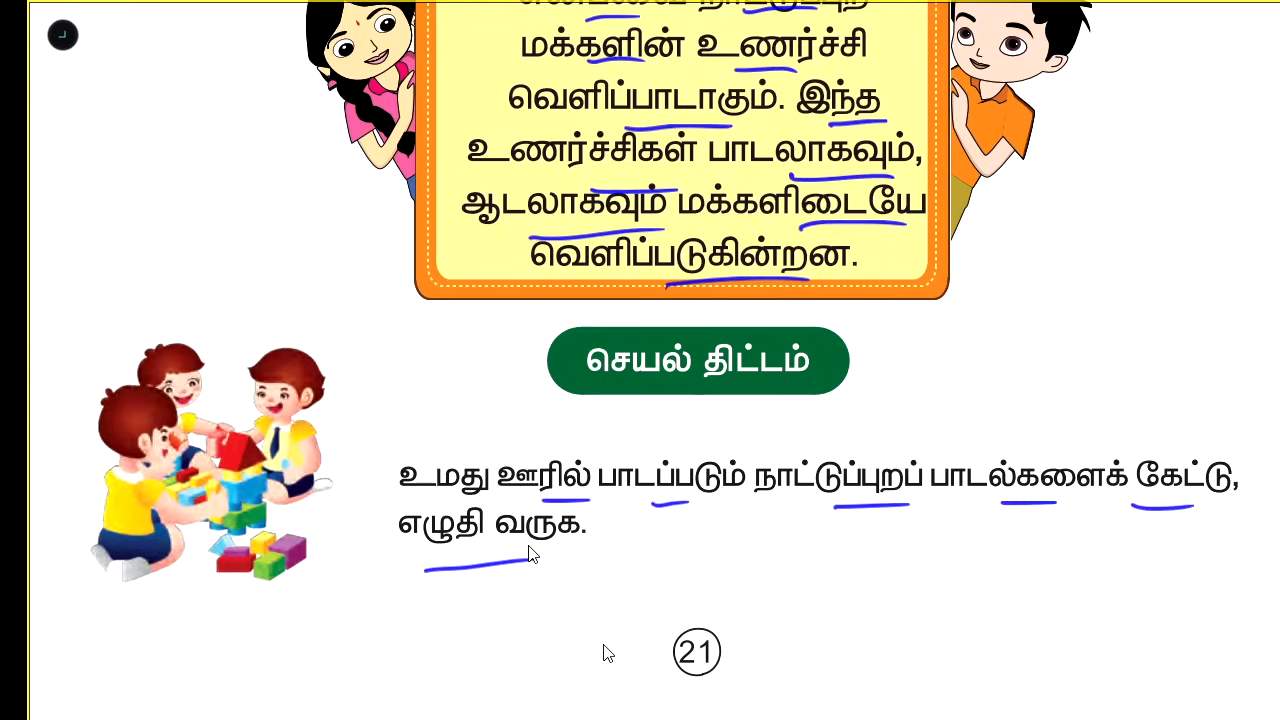 மக்களின் உணர்ச்சி
வெளிப்பாடாகும். இந்த
உணர்ச்சிகள் பாடலாகவும்,
ஆடலாகவும் மக்களிடையே
வெளிப்படுகின்றன.
செயல் திட்டம்
உமது ஊரில் பாடப்படும் நாட்டுப்புறப் பாடல்களைக் கேட்டு,
எழுதி வருக.
21